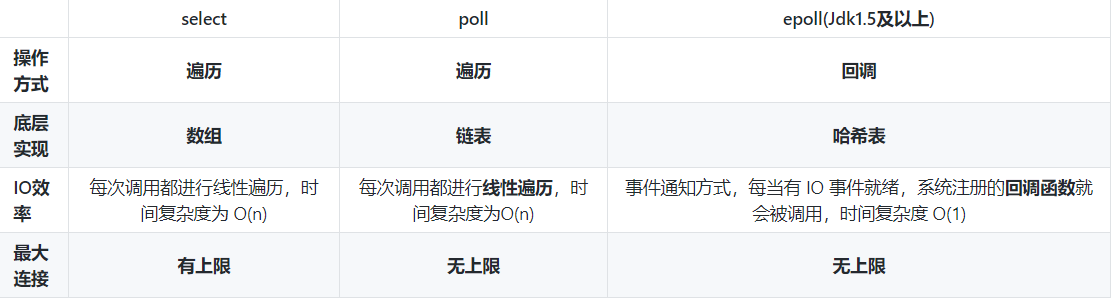 select poll epoll(Jdk1.5及以上)
操作
方式 遍历 遍历 回调
底层
实现 数组 链表 哈希表
IO效
率 每次调用都进行线性遍历，时
间复杂度为 O(n) 每次调用都进行线性遍历，时
间复杂度为O(n) 事件通知方式，每当有 IO 事件就绪，系统注册的回调函数就
会被调用，时间复杂度 O(1)
最大
连接 有上限 无上限 无上限